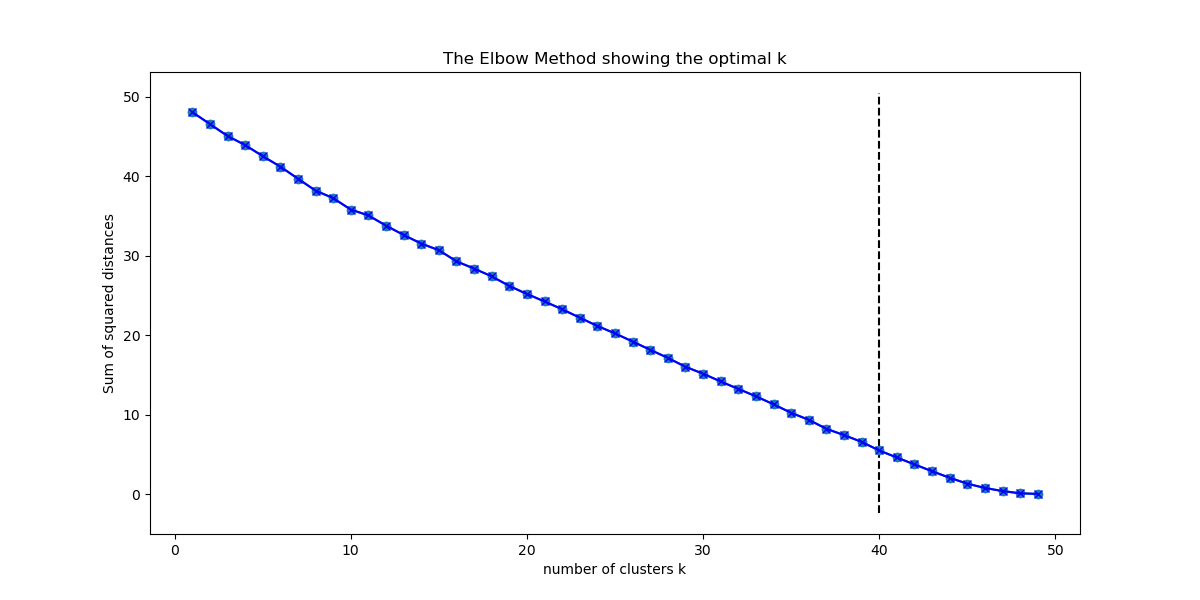 The Elbow Method showing the optimal k
50
40
30
20
10
0
Sum of squared distances
0 10 20 30 40 50
number of clusters k